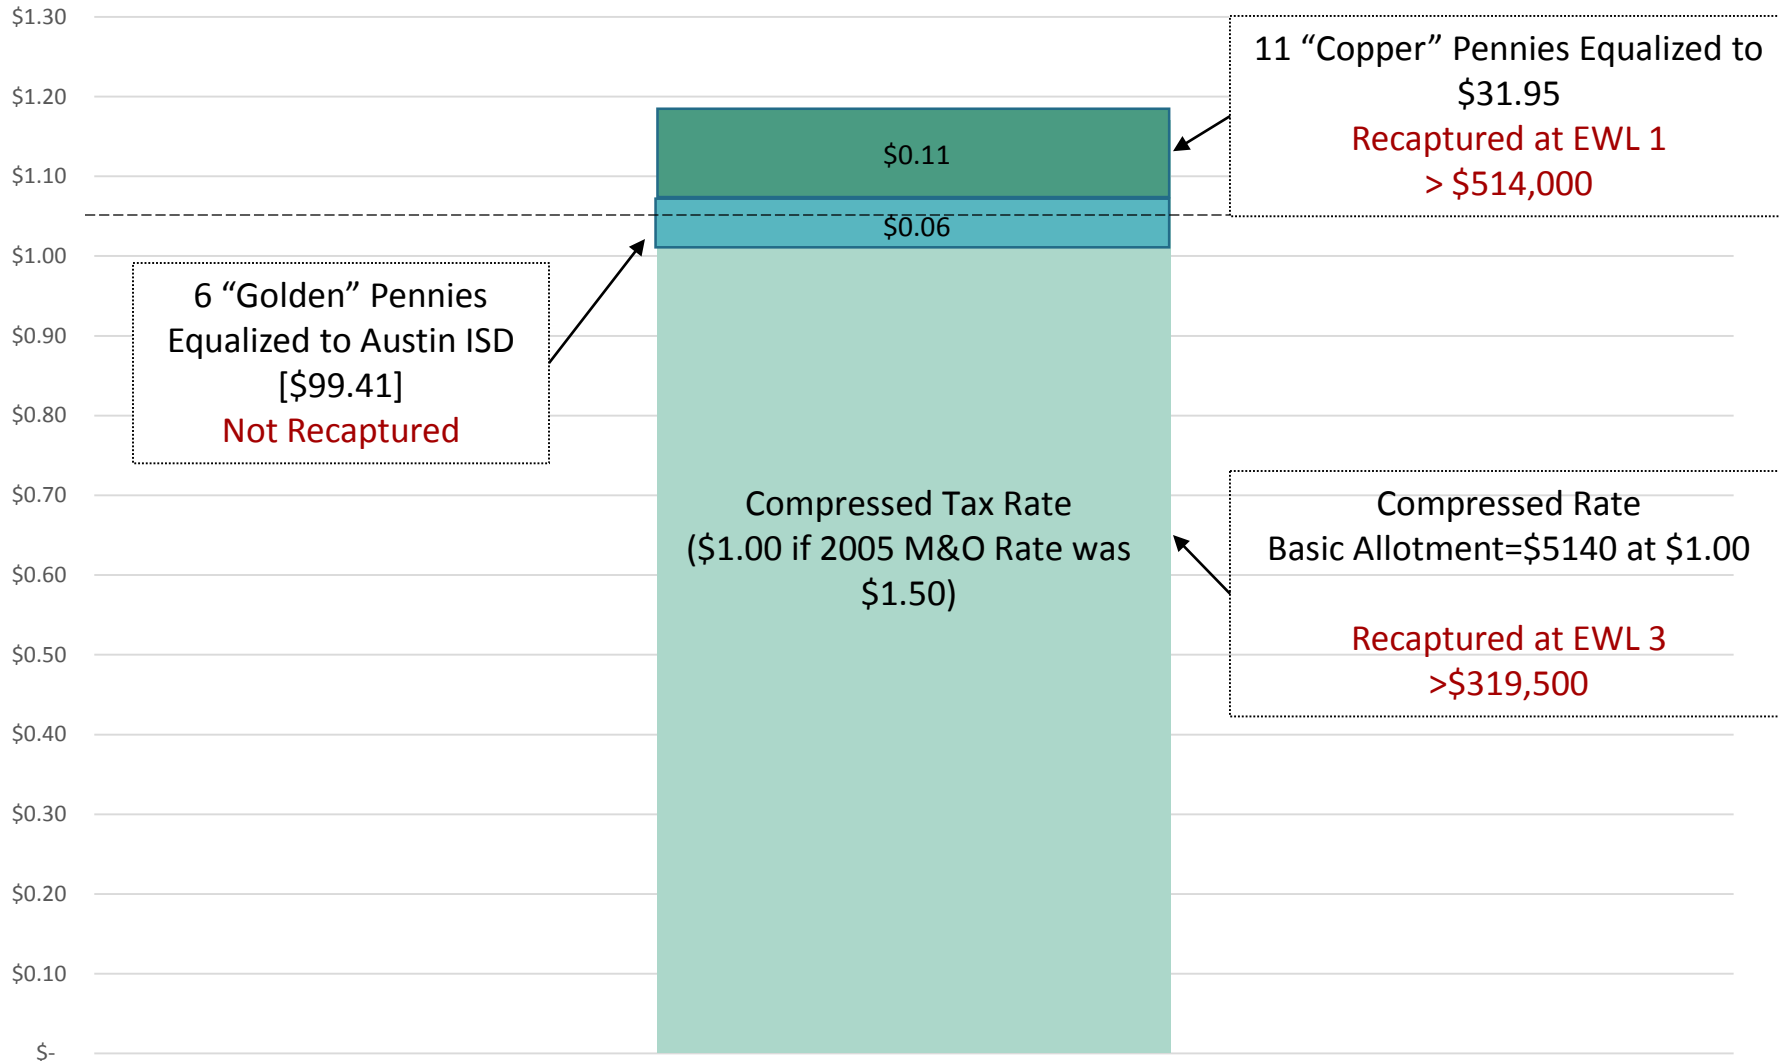 $1.30
$1.20
$1.10
$1.00
$0.90
$0.80
$0.70
$0.60
$0.50
$0.40
$0.30
$0.20
$0.10
$-
11 “Copper” Pennies Equalized to
$31.95
Recaptured at EWL 1
> $514,000
$0.11
$0.06
6 “Golden” Pennies
Equalized to Austin ISD
[$99.41]
Not Recaptured
Compressed Tax Rate
($1.00 if 2005 M&O Rate was
$1.50)
Compressed Rate
Basic Allotment=$5140 at $1.00
Recaptured at EWL 3
>$319,500